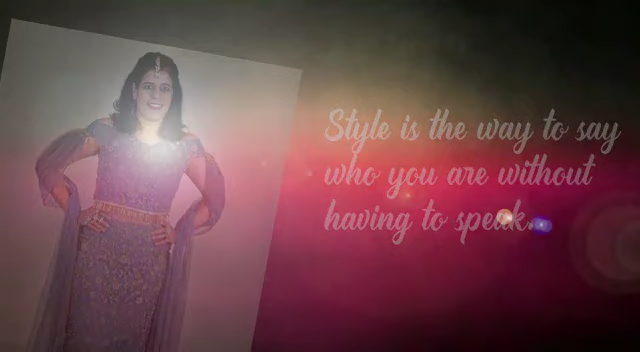 Style is the way to say
who you are without
having to speak.